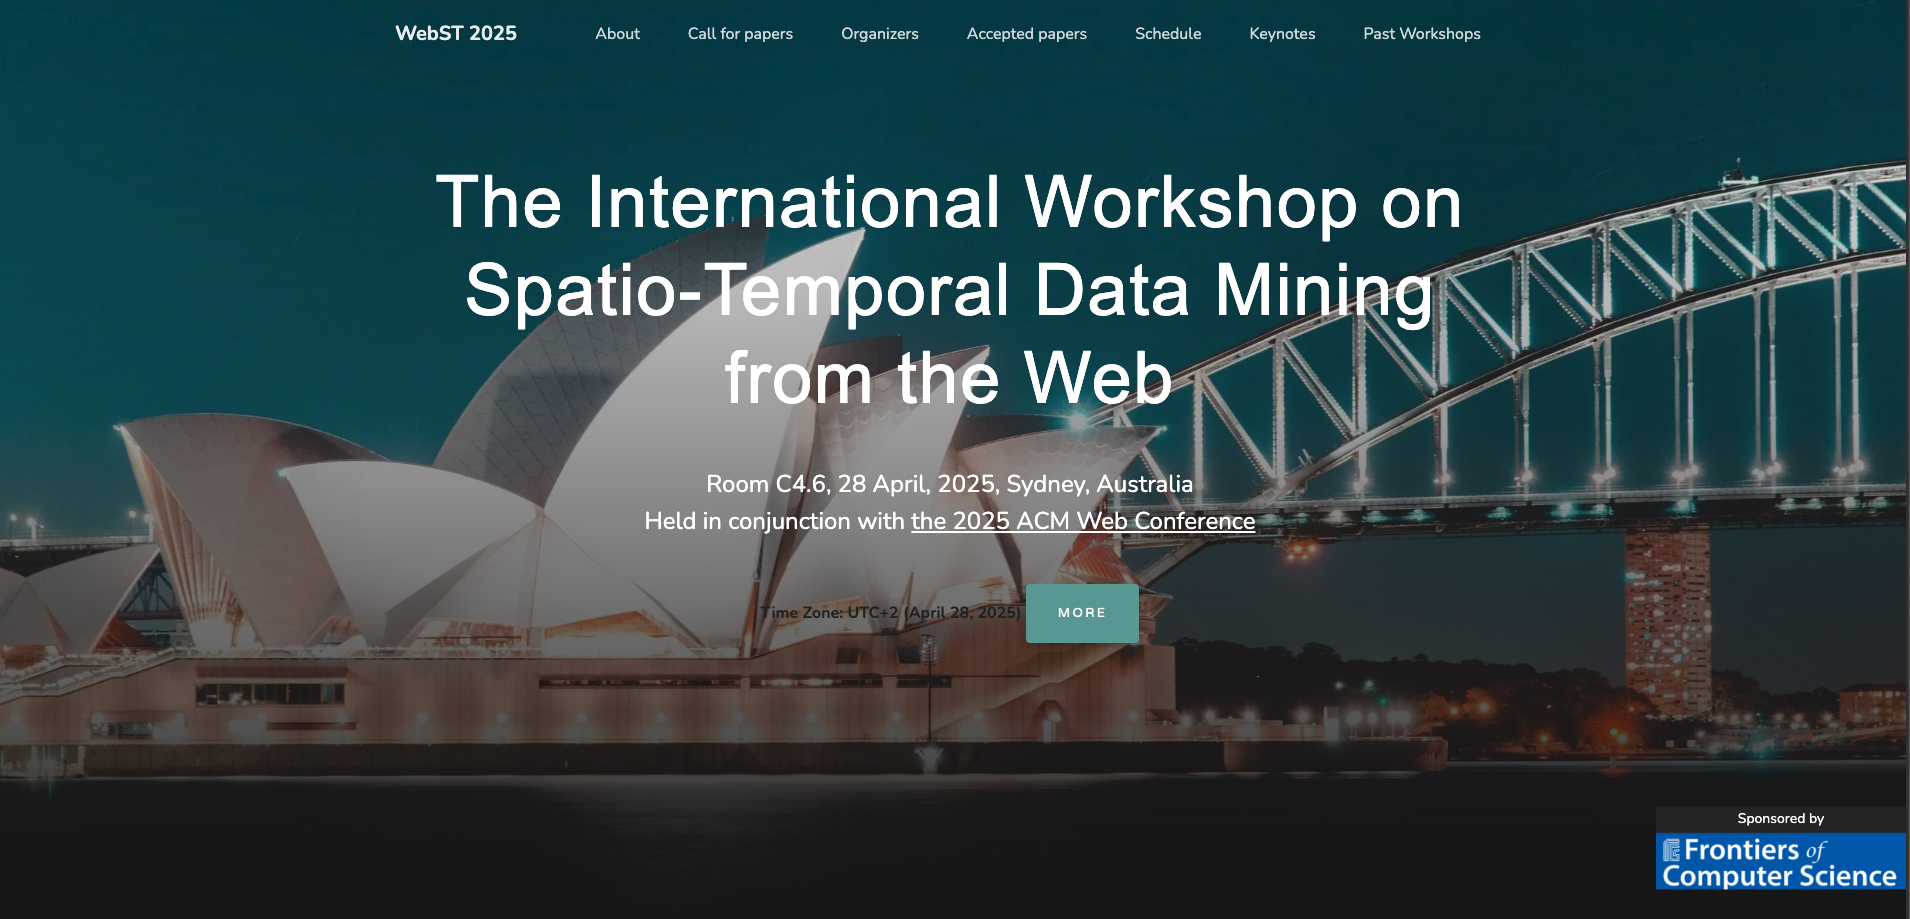 WebST 2025
About
Call for papers
Organizers
Accepted papers
Schedule
Keynotes
Past Workshops
The International Workshop on
Spatio-Temporal Data Mining
from the Web
Room C4.6, 28 April, 2025, Sydney, Australia
Held in conjunction with the 2025 ACM Web Conference
Time Zone: UTC+2 (April 28, 2025)
MORE
Sponsored by
Frontiers of
Computer Science